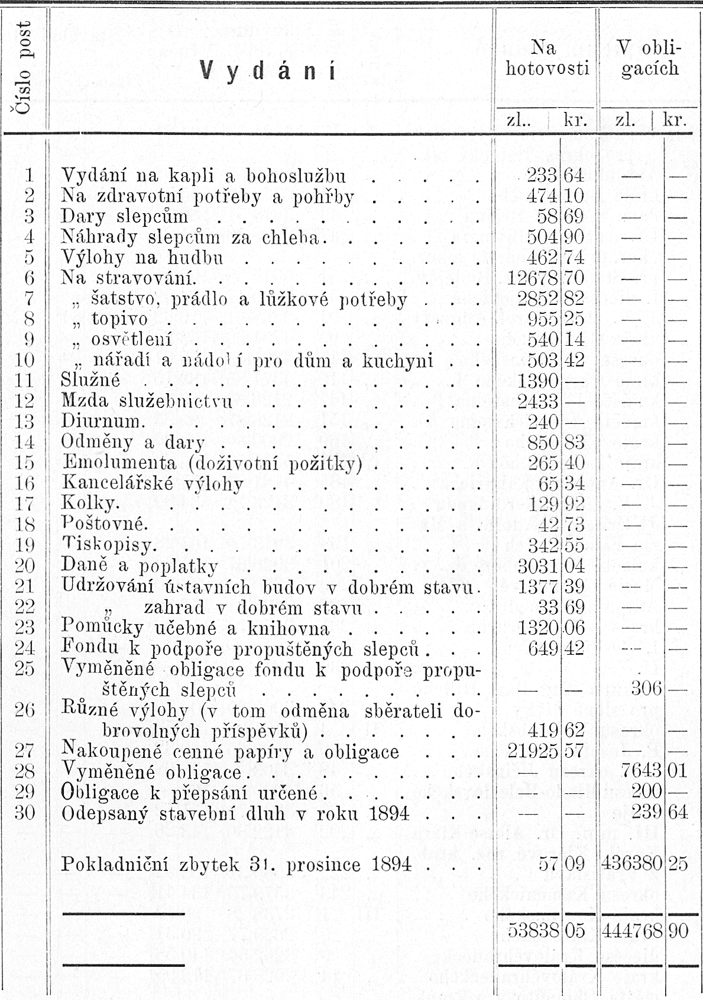 Číslo post
Vydání
Na hotovosti
V obli-
gacích
zl.. | kr. zl. | kr.
1 Vydání na kapli a bohoslužbu . . . . . 233 64 — —
2 Na zdravotní potřeby a pohřby . . . . . 474 10 — —
3 Dary slepcům . . . . . . . . . . 58 69 — —
4 Náhrady slepcům za chleba. . . . . . . 504 90 — —
5 Výlohy na hudbu . . . . . . . . . 462 74 — —
6 Na stravování. . . . . . . . . . . 12678 70 — —
7 „ šatstvo, prádlo a lůžkové potřeby . . . 2852 82 — —
8 „ topivo . . . . . . . . . . . . 955 25 — —
9 „ osvětlení . . . . . . . . . . . 540 14 — —
10 „ nářadí a nádobí pro dům a kuchyni . . 503 42 — —
11 Služné . . . . . . . . . . . . . 1390 — — —
12 Mzda služebnictvu . . . . . . . . . 2433 — — —
13 Diurnum. . . . . . . . . . . . . 240 — — —
14 Odměny a dary . . . . . . . . . . 850 83 — —
15 Emolumenta (doživotní požitky) . . . . . 265 40 — —
16 Kancelářské výlohy . . . . . . . . 65 34 — —
17 Kolky. . . . . . . . . . . . . 129 92 — —
18 Poštovné. . . . . . . . . . . . . 42 73 — —
19 Tiskopisy. . . . . . . . . . . . 342 55 — —
20 Daně a poplatky . . . . . . . . . 3031 04 — —
21 Udržování ústavních budov v dobrém stavu. 1377 39 — —
22 „ zahrad v dobrém stavu . . . . . 33 69 — —
23 Pomůcky učebné a knihovna . . . . . . 1320 06 — —
24 Fondu k podpoře propuštěných slepců . . . 649 42 — —
25 Vyměněné obligace fondu k podpoře propu-
štěných slepců . . . . . . . . . — — 306 —
26 Různé výlohy (v tom odměna sběrateli do-
brovolných příspěvků) . . . . . . . 419 62 — —
27 Nakoupené cenné papíry a obligace . . . 21925 57 — —
28 Vyměněné obligace . . . . . . . . . — — 7643 01
29 Obligace k přepsání určené . . . . . . . — — 200 —
30 Odepsaný stavební dluh v roku 1894 . . . — — 239 64
Pokladniční zbytek 31. prosince 1894 . . . 57 09 436380 25
53838 05 444768 90